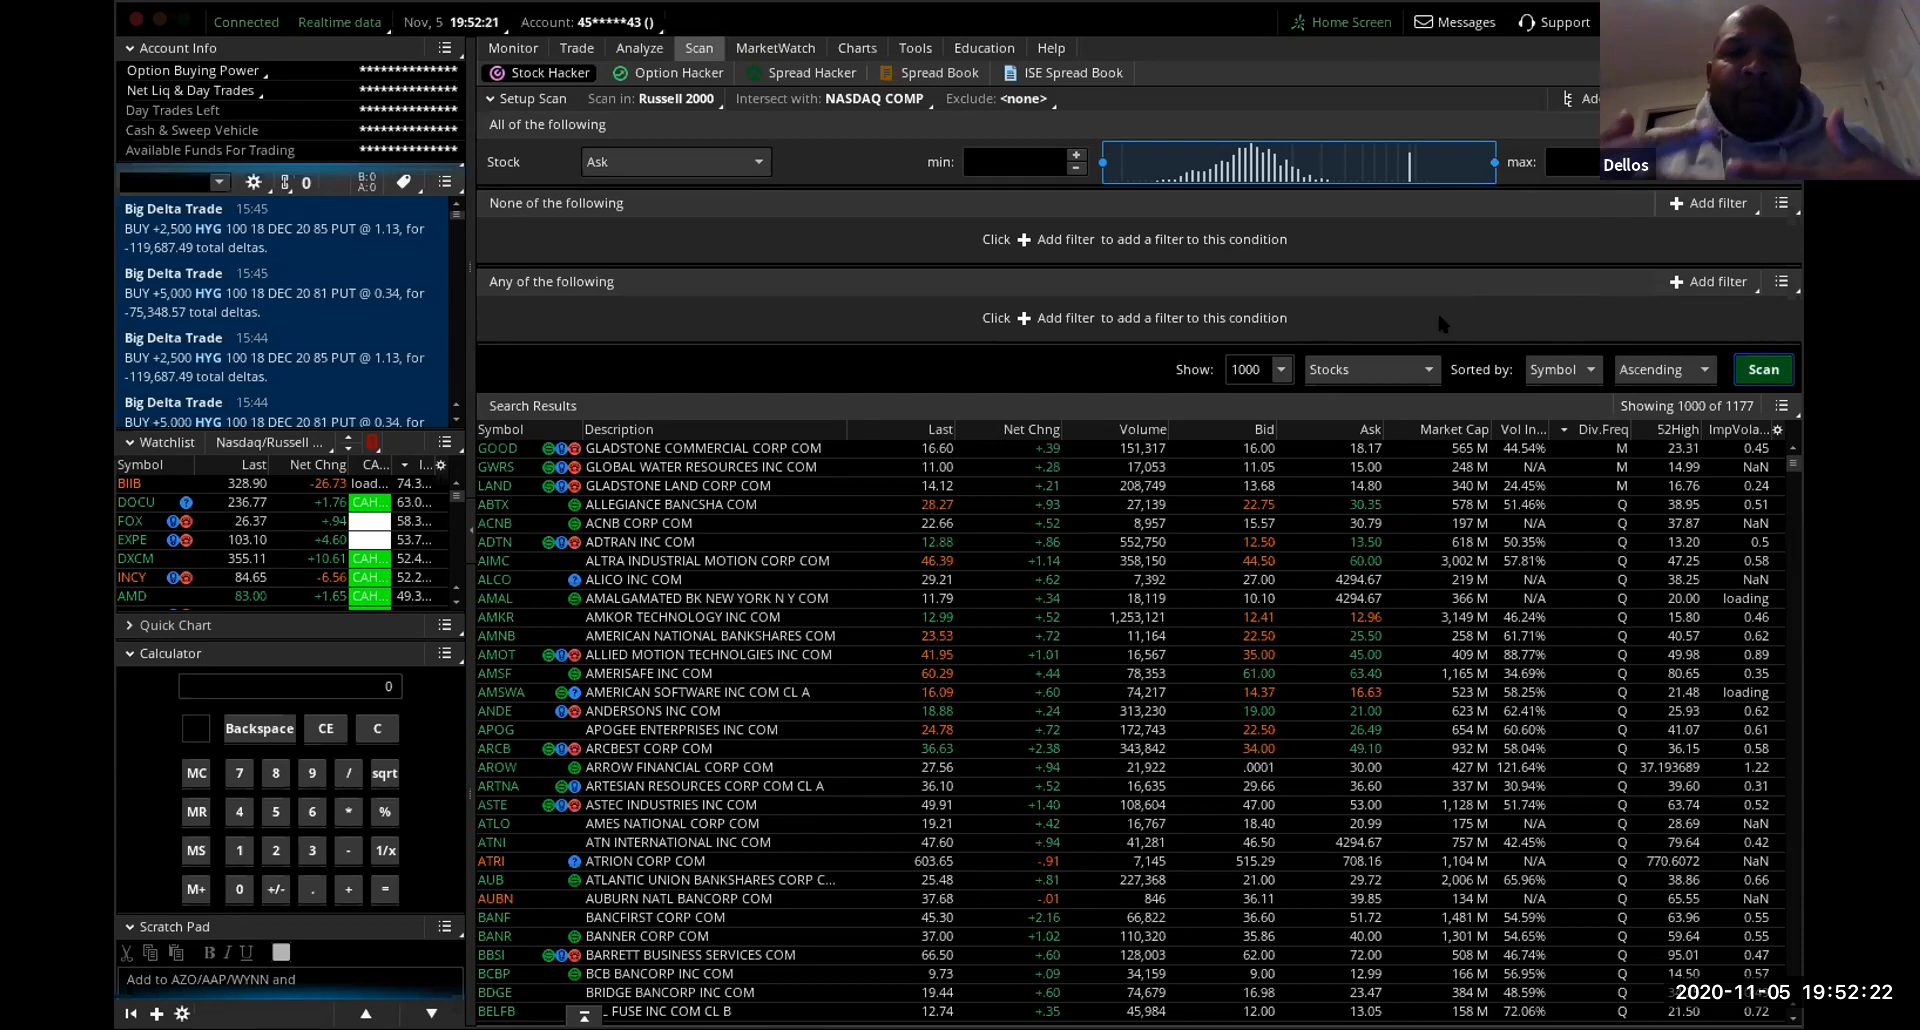 Connected Realtime data Nov, 5 19:52:21 Account: 45*****43 () Home Screen Messages Support
Account Info
Option Buying Power **************
Net Liq & Day Trades **************
Day Trades Left **************
Cash & Sweep Vehicle **************
Available Funds For Trading **************
0 B:0 A:0
Big Delta Trade 15:45
BUY +2,500 HYG 100 18 DEC 20 85 PUT @ 1.13, for
-119,687.49 total deltas.
Big Delta Trade 15:45
BUY +5,000 HYG 100 18 DEC 20 81 PUT @ 0.34, for
-75,348.57 total deltas.
Big Delta Trade 15:44
BUY +2,500 HYG 100 18 DEC 20 85 PUT @ 1.13, for
-119,687.49 total deltas.
Big Delta Trade 15:44
BUY +5,000 HYG 100 18 DEC 20 81 PUT @ 0.34, for
Watchlist Nasdaq/Russell ...
Symbol Last Net Chng CA... I...
BIIB 328.90 -26.73 load... 74.3...
DOCU 236.77 +1.76 CAH... 63.0...
FOX 26.37 +.94 58.3...
EXPE 103.10 +4.60 53.7...
DXCM 355.11 +10.61 CAH... 52.4...
INCY 84.65 -6.56 CAH... 52.2...
AMD 83.00 +1.65 CAH... 49.3...
Quick Chart
Calculator
0
Backspace CE C
MC 7 8 9 / sqrt
MR 4 5 6 * %
MS 1 2 3 - 1/x
M+ 0 +/- . + =
Scratch Pad
B I U
Add to AZO/AAP/WYNN and
Monitor Trade Analyze Scan MarketWatch Charts Tools Education Help
Stock Hacker Option Hacker Spread Hacker Spread Book ISE Spread Book
Setup Scan Scan in: Russell 2000 Intersect with: NASDAQ COMP Exclude: <none>
All of the following
Stock Ask min: max:
Dellos
None of the following Add filter
Click Add filter to add a filter to this condition
Any of the following Add filter
Click Add filter to add a filter to this condition
Show: 1000 Stocks Sorted by: Symbol Ascending Scan
Search Results Showing 1000 of 1177
Symbol Description Last Net Chng Volume Bid Ask Market Cap Vol In... Div.Freq 52High ImpVola...
GOOD GLADSTONE COMMERCIAL CORP COM 16.60 +.39 151,317 16.00 18.17 565 M 44.54% M 23.31 0.45
GWRS GLOBAL WATER RESOURCES INC COM 11.00 +.28 17,053 11.05 15.00 248 M N/A M 14.99 NaN
LAND GLADSTONE LAND CORP COM 14.12 +.21 208,749 13.68 14.80 340 M 24.45% M 16.76 0.24
ABTX ALLEGIANCE BANCSHA COM 28.27 +.93 27,139 22.75 30.35 578 M 51.46% Q 38.95 0.51
ACNB ACNB CORP COM 22.66 +.52 8,957 15.57 30.79 197 M N/A Q 37.87 NaN
ADTN ADTRAN INC COM 12.88 +.86 552,750 12.50 13.50 618 M 50.35% Q 13.20 0.5
AIMC ALTRA INDUSTRIAL MOTION CORP COM 46.39 +1.14 358,150 44.50 60.00 3,002 M 57.81% Q 47.25 0.58
ALCO ALICO INC COM 29.21 +.62 7,392 27.00 4294.67 219 M N/A Q 38.25 NaN
AMAL AMALGAMATED BK NEW YORK N Y COM 11.79 +.34 18,119 10.10 4294.67 366 M N/A Q 20.00 loading
AMKR AMKOR TECHNOLOGY INC COM 12.99 +.52 1,253,121 12.41 12.96 3,149 M 46.24% Q 15.80 0.46
AMNB AMERICAN NATIONAL BANKSHARES COM 23.53 +.72 11,164 22.50 25.50 258 M 61.71% Q 40.57 0.62
AMOT ALLIED MOTION TECHNOLGIES INC COM 41.95 +1.01 16,567 35.00 45.00 409 M 88.77% Q 49.98 0.89
AMSF AMERISAFE INC COM 60.29 +.44 78,353 61.00 63.40 1,165 M 34.69% Q 80.65 0.35
AMSWA AMERICAN SOFTWARE INC COM CL A 16.09 +.60 74,217 14.37 16.63 523 M 58.25% Q 21.48 loading
ANDE ANDERSONS INC COM 18.88 +.24 313,230 19.00 21.00 623 M 62.41% Q 25.93 0.62
APOG APOGEE ENTERPRISES INC COM 24.78 +.72 172,743 22.50 26.49 654 M 60.60% Q 41.07 0.61
ARCB ARCBEST CORP COM 36.63 +2.38 343,842 34.00 49.10 932 M 58.04% Q 36.15 0.58
AROW ARROW FINANCIAL CORP COM 27.56 +.94 21,922 .0001 30.00 427 M 121.64% Q 37.193689 1.22
ARTNA ARTESIAN RESOURCES CORP COM CL A 36.10 +.52 16,635 29.66 36.60 337 M 30.94% Q 39.60 0.31
ASTE ASTEC INDUSTRIES INC COM 49.91 +1.40 108,604 47.00 53.00 1,128 M 51.74% Q 63.74 0.52
ATLO AMES NATIONAL CORP COM 19.21 +.42 16,767 18.40 20.99 175 M N/A Q 28.69 NaN
ATNI ATN INTERNATIONAL INC COM 47.60 +.94 41,281 46.50 4294.67 757 M 42.45% Q 79.64 0.42
ATRI ATRION CORP COM 603.65 -.91 7,145 515.29 708.16 1,104 M N/A Q 770.6072 NaN
AUB ATLANTIC UNION BANKSHARES CORP C... 25.48 +.81 227,368 21.00 29.72 2,006 M 65.96% Q 38.86 0.66
AUBN AUBURN NATL BANCORP COM 37.68 -.01 846 36.11 39.85 134 M N/A Q 65.55 NaN
BANF BANCFIRST CORP COM 45.30 +2.16 66,822 36.60 51.72 1,481 M 54.59% Q 63.96 0.55
BANR BANNER CORP COM 37.00 +1.02 110,320 35.86 40.00 1,301 M 54.65% Q 59.64 0.55
BBSI BARRETT BUSINESS SERVICES COM 66.50 +.60 128,003 62.00 72.00 508 M 46.74% Q 95.01 0.47
BCBP BCB BANCORP INC COM 9.73 +.09 34,159 9.00 12.99 166 M 56.95% Q 14.50 0.57
BDGE BRIDGE BANCORP INC COM 19.44 +.60 74,679 16.98 23.47 384 M 48.59% Q
BELFB FUSE INC COM CL B 12.74 +.35 45,984 12.00 13.05 158 M 72.06% Q 21.50 0.72
2020-11-05 19:52:22